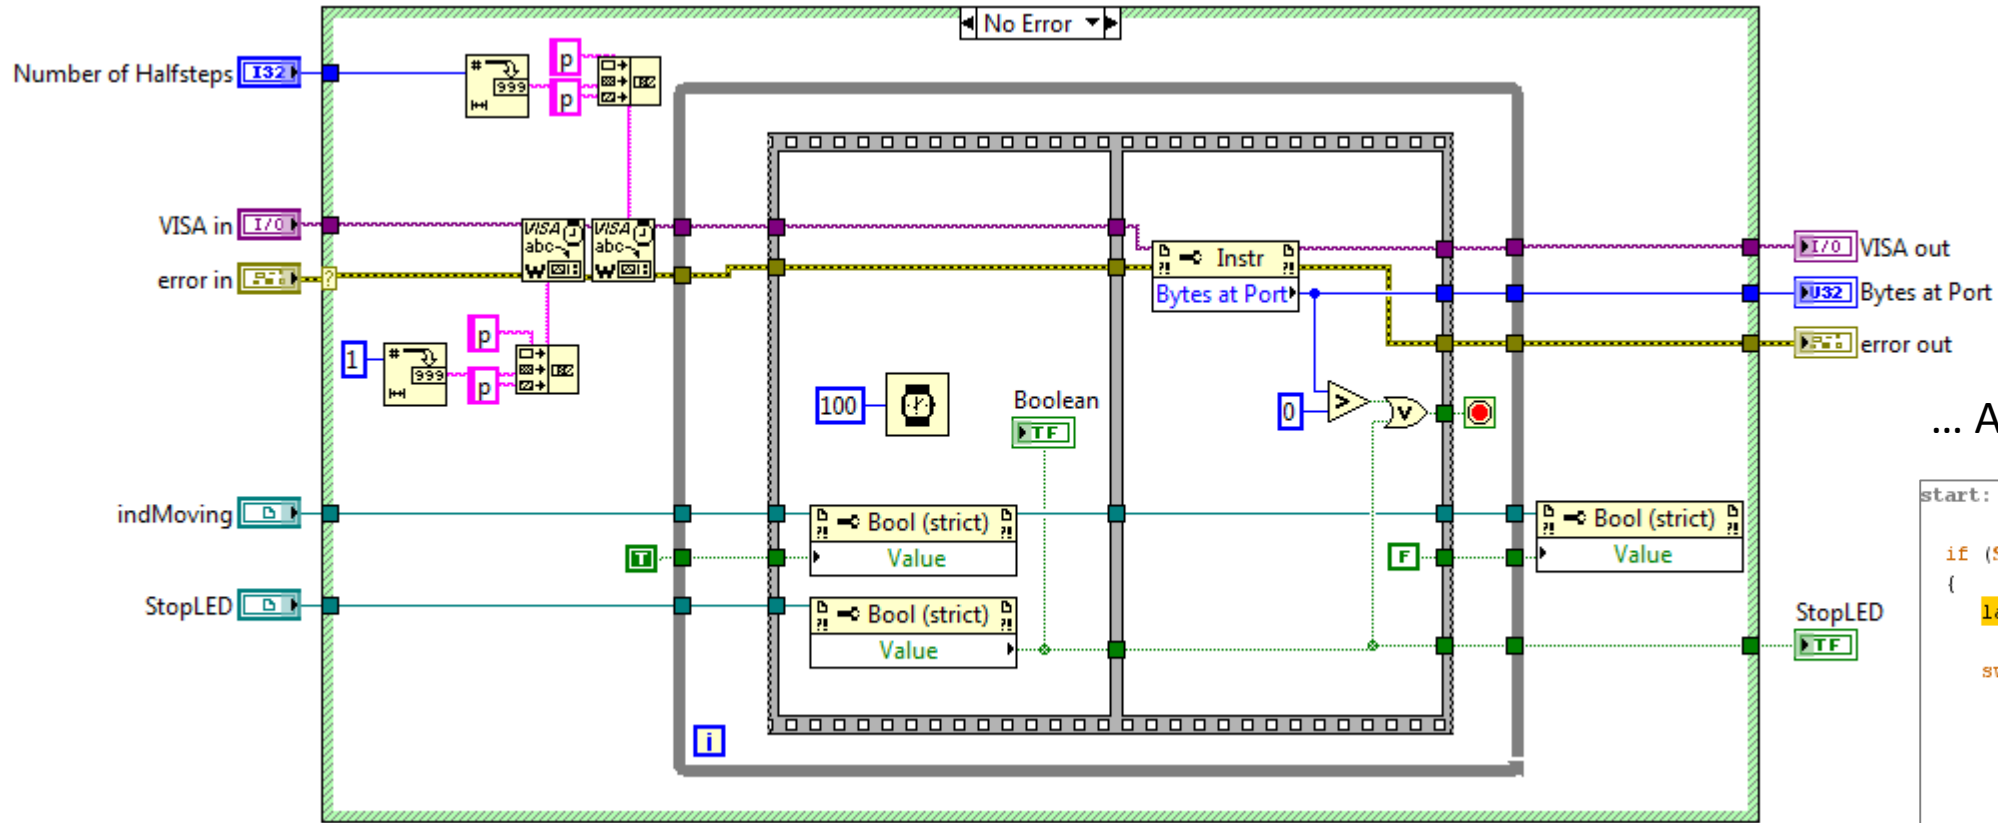 No Error
Number of Halfsteps
I32
#
999
p
p
VISA in
I/O
VISA
abc
W
VISA
abc
W
error in
?
Instr
Bytes at Port
I/O
VISA out
U32
Bytes at Port
error out
1
#
999
p
p
100
Boolean
TF
0
>
V
... A
indMoving
?!
Bool (strict)
?!
Value
T
F
?!
Bool (strict)
?!
Value
StopLED
?!
Bool (strict)
?!
Value
StopLED
TF
i
start:
if (S
{
la
sw